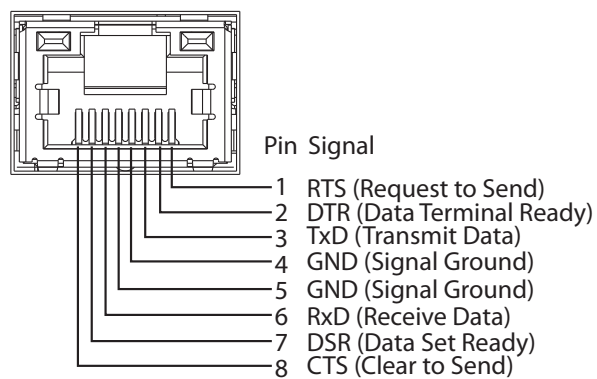 Pin Signal
1 RTS (Request to Send)
2 DTR (Data Terminal Ready)
3 TxD (Transmit Data)
4 GND (Signal Ground)
5 GND (Signal Ground)
6 RxD (Receive Data)
7 DSR (Data Set Ready)
8 CTS (Clear to Send)